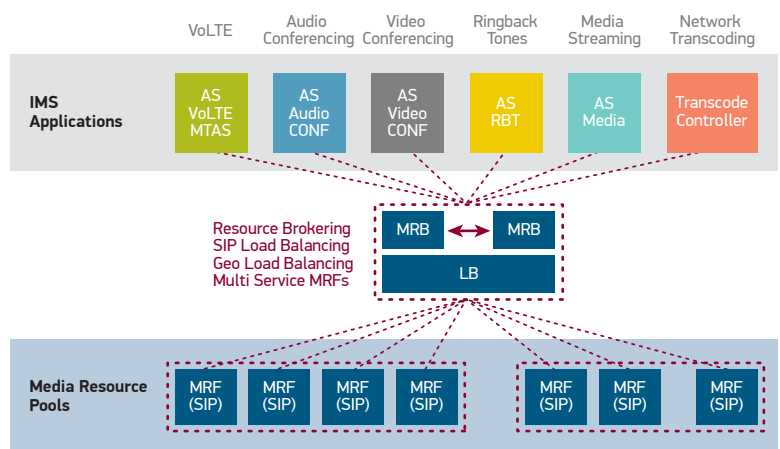 VoLTE
Audio
Conferencing
Video
Conferencing
Ringback
Tones
Media
Streaming
Network
Transcoding
IMS
Applications
AS
VoLTE
MTAS
AS
Audio
CONF
AS
Video
CONF
AS
RBT
AS
Media
Transcode
Controller
Resource Brokering
SIP Load Balancing
Geo Load Balancing
Multi Service MRFs
MRB
MRB
LB
Media Resource
Pools
MRF
(SIP)
MRF
(SIP)
MRF
(SIP)
MRF
(SIP)
MRF
(SIP)
MRF
(SIP)
MRF
(SIP)